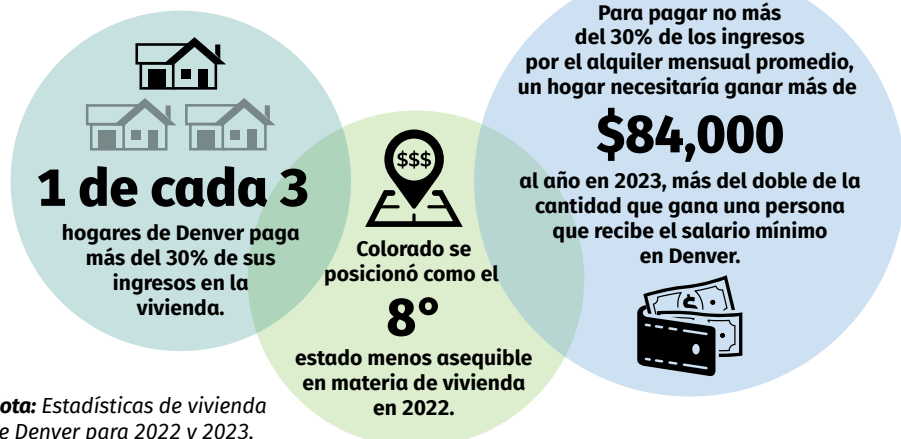 1 de cada 3
hogares de Denver paga
más del 30% de sus
ingresos en la
vivienda.
$$$
Colorado se
posicionó como el
8°
estado menos asequible
en materia de vivienda
en 2022.
Para pagar no más
del 30% de los ingresos
por el alquiler mensual promedio,
un hogar necesitaría ganar más de
$84,000
al año en 2023, más del doble de la
cantidad que gana una persona
que recibe el salario mínimo
en Denver.
ota: Estadísticas de vivienda
e Denver para 2022 y 2023.